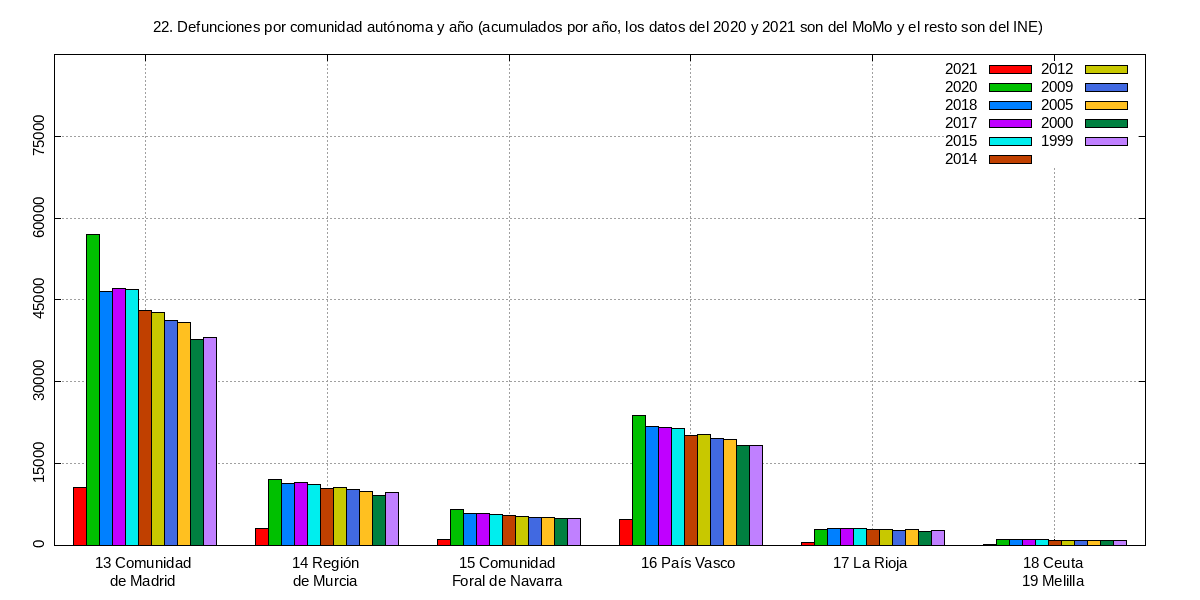 22. Defunciones por comunidad autónoma y año (acumulados por año, los datos del 2020 y 2021 son del MoMo y el resto son del INE)
2021 2012
2020 2009
2018 2005
2017 2000
2015 1999
2014
75000
60000
45000
30000
15000
0
13 Comunidad
de Madrid
14 Región
de Murcia
15 Comunidad
Foral de Navarra
16 País Vasco
17 La Rioja
18 Ceuta
19 Melilla